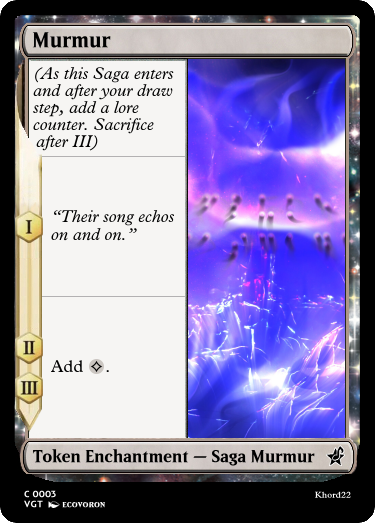 Murmur
(As this Saga enters
and after your draw
step, add a lore
counter. Sacrifice
after III)
I
“Their song echos
on and on.”
II
III
Add .
Token Enchantment — Saga Murmur
C 0003
VGT ECOVORON
Khord22